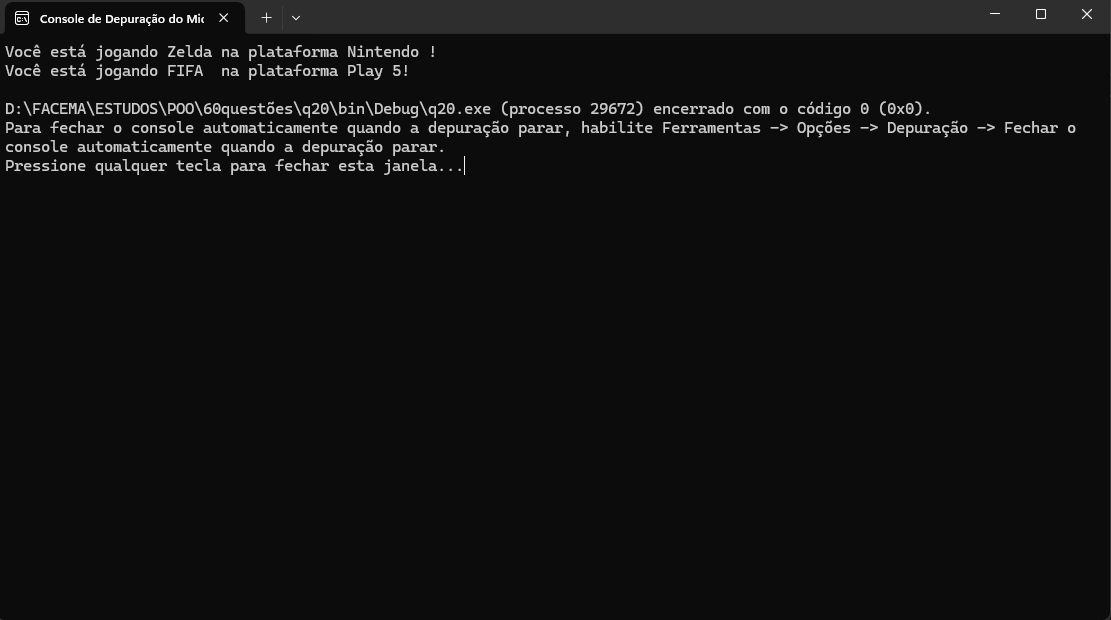 Console de Depuração do Mic
Você está jogando Zelda na plataforma Nintendo !
Você está jogando FIFA  na plataforma Play 5!
D:\FACEMA\ESTUDOS\POO\60questões\q20\bin\Debug\q20.exe (processo 29672) encerrado com o código 0 (0x0).
Para fechar o console automaticamente quando a depuração parar, habilite Ferramentas -> Opções -> Depuração -> Fechar o
console automaticamente quando a depuração parar.
Pressione qualquer tecla para fechar esta janela...